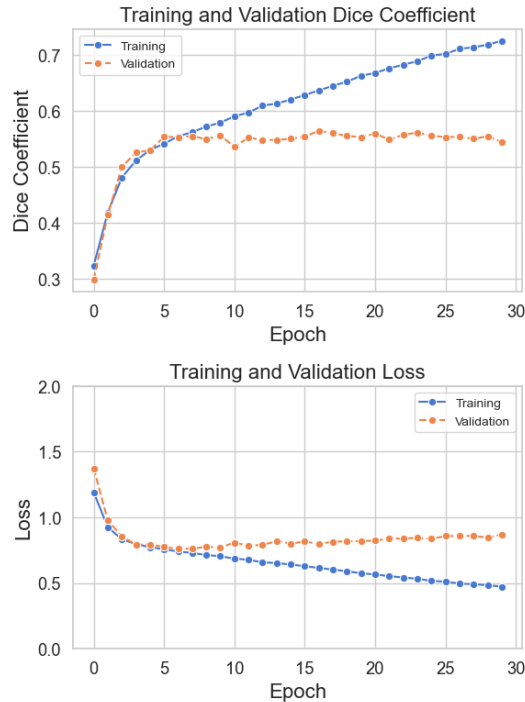 Training and Validation Dice Coefficient
Training
Validation
0.7
0.6
0.5
0.4
0.3
Dice Coefficient
0 5 10 15 20 25 30
Epoch
Training and Validation Loss
Training
Validation
2.0
1.5
1.0
0.5
0.0
Loss
0 5 10 15 20 25 30
Epoch